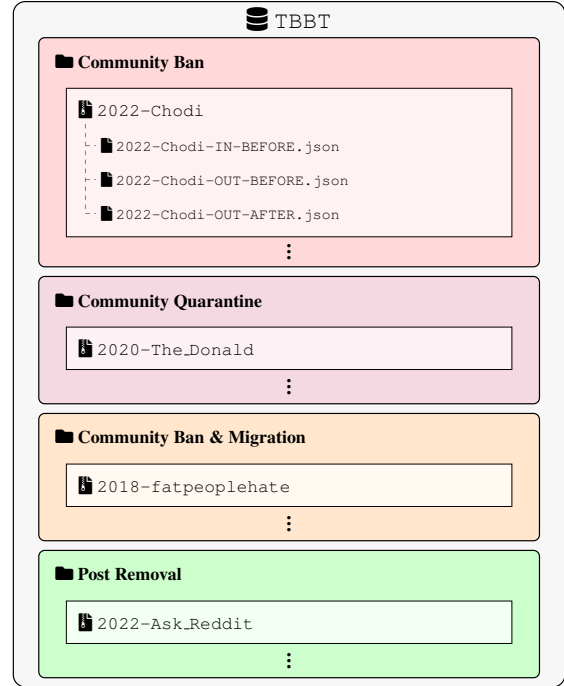 TBBT
Community Ban
2022-Chodi
2022-Chodi-IN-BEFORE.json
2022-Chodi-OUT-BEFORE.json
2022-Chodi-OUT-AFTER.json
Community Quarantine
2020-The_Donald
Community Ban & Migration
2018-fatpeoplehate
Post Removal
2022-Ask_Reddit